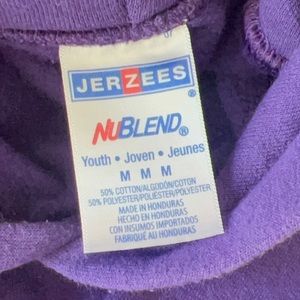 JERZEES®
NUBLEND®
Youth • Joven • Jeunes
M M M
50% COTTON/ALGODÓN/COTON
50% POLYESTER/POLIÉSTER/POLYESTER
MADE IN HONDURAS
HECHO EN HONDURAS
CON INSUMOS IMPORTADOS
FABRIQUÉ AU HONDURAS